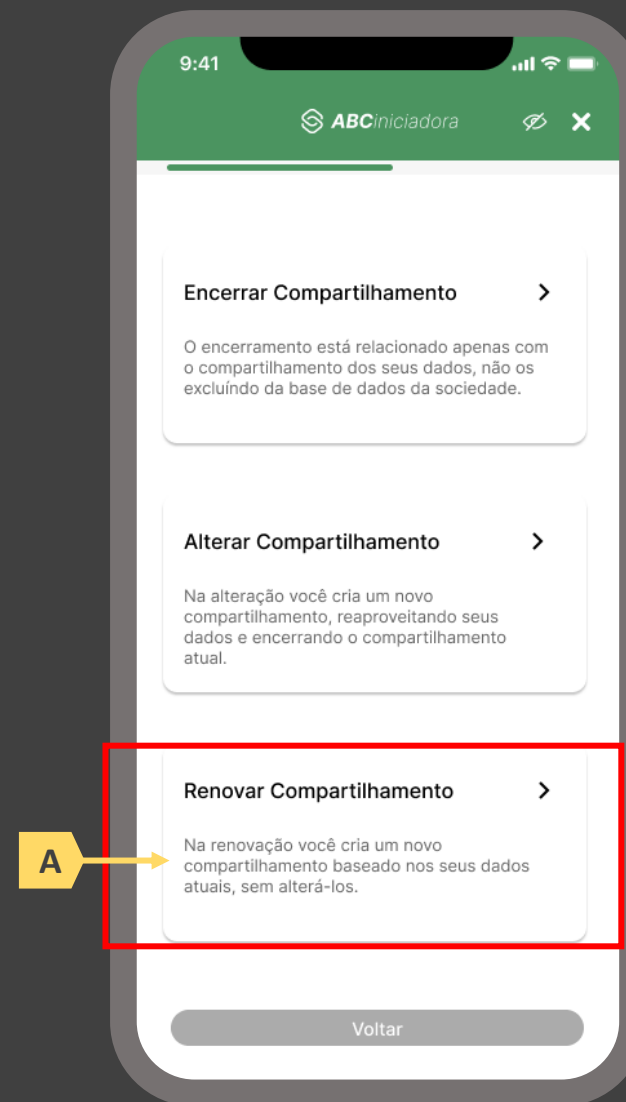 9:41
ABCiniciadora
Encerrar Compartilhamento
O encerramento está relacionado apenas com
o compartilhamento dos seus dados, não os
excluíndo da base de dados da sociedade.
Alterar Compartilhamento
Na alteração você cria um novo
compartilhamento, reaproveitando seus
dados e encerrando o compartilhamento
atual.
Renovar Compartilhamento
A
Na renovação você cria um novo
compartilhamento baseado nos seus dados
atuais, sem alterá-los.
Voltar